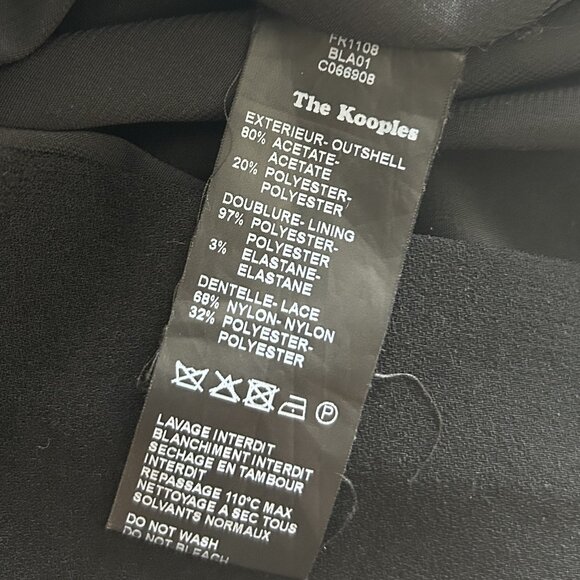 FR1108
BLA01
C066908
The Kooples
EXTERIEUR- OUTSHELL
80% ACETATE-
ACETATE
20% POLYESTER-
POLYESTER
DOUBLURE- LINING
97% POLYESTER-
POLYESTER
3% ELASTANE-
ELASTANE
DENTELLE- LACE
68% NYLON- NYLON
32% POLYESTER-
POLYESTER
P
LAVAGE INTERDIT
BLANCHIMENT INTERDIT
SECHAGE EN TAMBOUR
INTERDIT
REPASSAGE 110°C MAX
NETTOYAGE A SEC TOUS
SOLVANTS NORMAUX
DO NOT WASH
DO NOT BLEACH